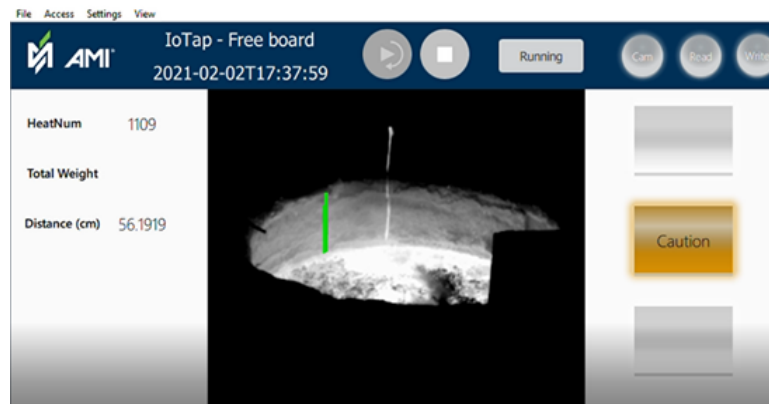 File Access Settings View
AMI
IoTap - Free board
2021-02-02T17:37:59
Running
Cam Read Write
HeatNum 1109
Total Weight
Distance (cm) 56.1919
Caution